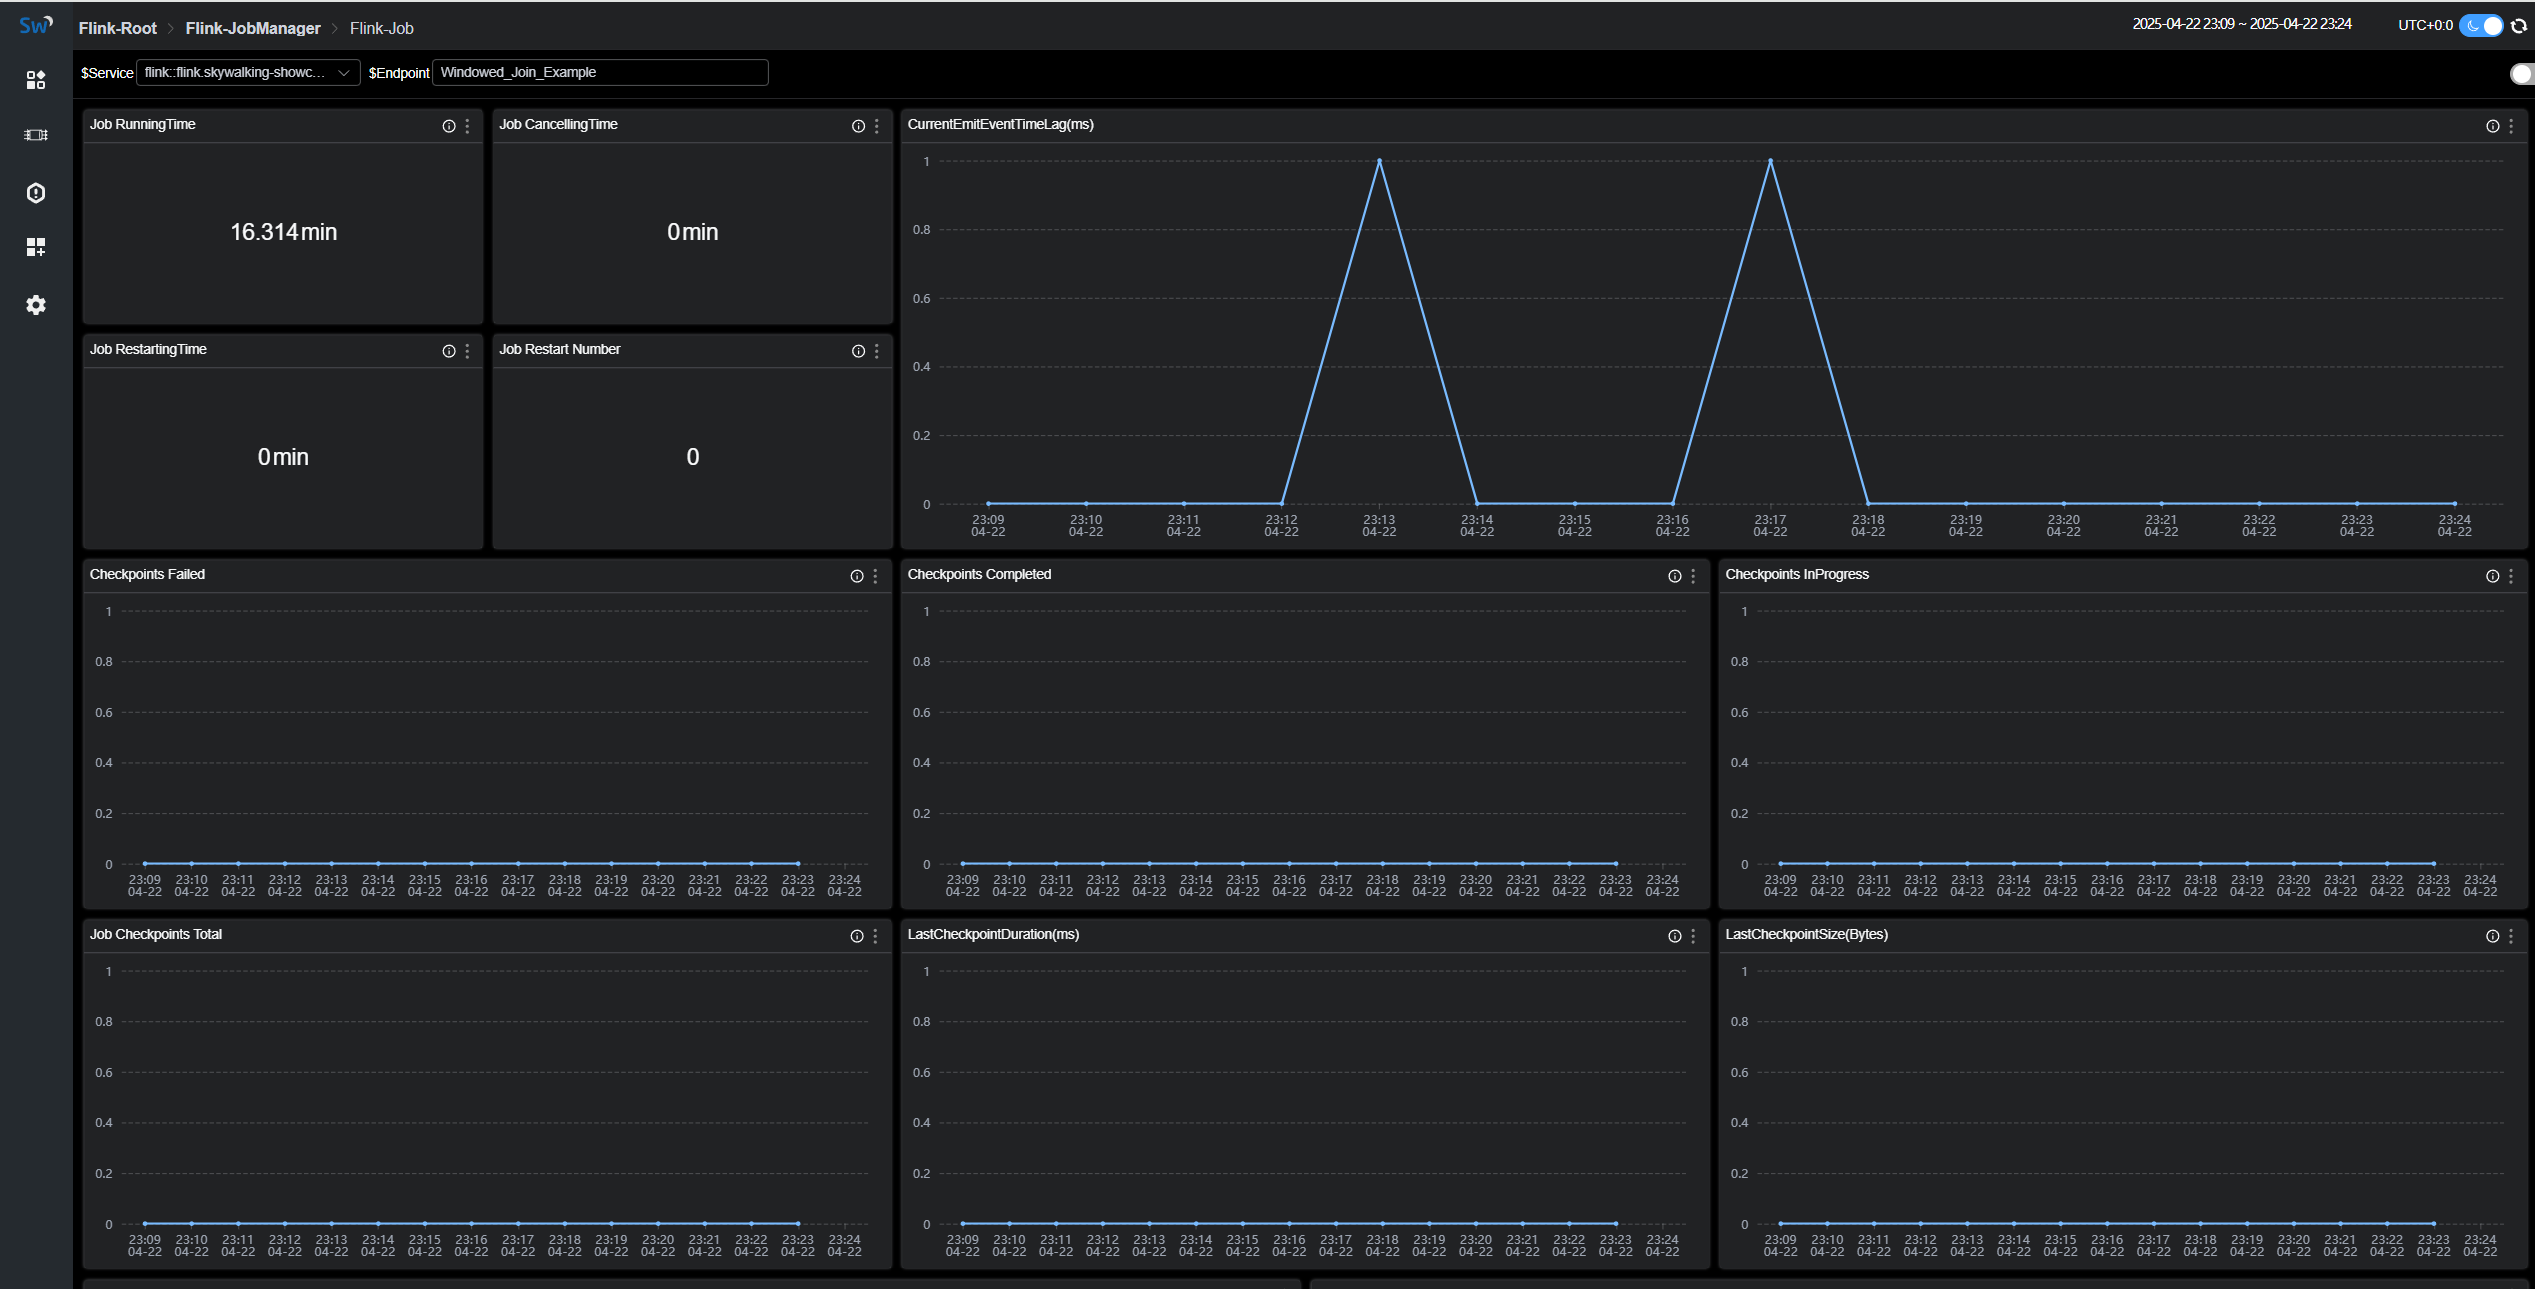 Sw
Flink-Root > Flink-JobManager > Flink-Job
2025-04-22 23:09 ~ 2025-04-22 23:24
UTC+0:0
$Service flink::flink.skywalking-showc... $Endpoint Windowed_Join_Example
Job RunningTime
16.314min
Job CancellingTime
0min
CurrentEmitEventTimeLag(ms)
1
0.8
0.6
0.4
0.2
0
23:09 23:10 23:11 23:12 23:13 23:14 23:15 23:16 23:17 23:18 23:19 23:20 23:21 23:22 23:23 23:24
04-22 04-22 04-22 04-22 04-22 04-22 04-22 04-22 04-22 04-22 04-22 04-22 04-22 04-22 04-22 04-22
Job RestartingTime
0min
Job Restart Number
0
Checkpoints Failed
1
0.8
0.6
0.4
0.2
0
23:09 23:10 23:11 23:12 23:13 23:14 23:15 23:16 23:17 23:18 23:19 23:20 23:21 23:22 23:23 23:24
04-22 04-22 04-22 04-22 04-22 04-22 04-22 04-22 04-22 04-22 04-22 04-22 04-22 04-22 04-22 04-22
Checkpoints Completed
1
0.8
0.6
0.4
0.2
0
23:09 23:10 23:11 23:12 23:13 23:14 23:15 23:16 23:17 23:18 23:19 23:20 23:21 23:22 23:23 23:24
04-22 04-22 04-22 04-22 04-22 04-22 04-22 04-22 04-22 04-22 04-22 04-22 04-22 04-22 04-22 04-22
Checkpoints InProgress
1
0.8
0.6
0.4
0.2
0
23:09 23:10 23:11 23:12 23:13 23:14 23:15 23:16 23:17 23:18 23:19 23:20 23:21 23:22 23:23 23:24
04-22 04-22 04-22 04-22 04-22 04-22 04-22 04-22 04-22 04-22 04-22 04-22 04-22 04-22 04-22 04-22
Job Checkpoints Total
1
0.8
0.6
0.4
0.2
0
23:09 23:10 23:11 23:12 23:13 23:14 23:15 23:16 23:17 23:18 23:19 23:20 23:21 23:22 23:23 23:24
04-22 04-22 04-22 04-22 04-22 04-22 04-22 04-22 04-22 04-22 04-22 04-22 04-22 04-22 04-22 04-22
LastCheckpointDuration(ms)
1
0.8
0.6
0.4
0.2
0
23:09 23:10 23:11 23:12 23:13 23:14 23:15 23:16 23:17 23:18 23:19 23:20 23:21 23:22 23:23 23:24
04-22 04-22 04-22 04-22 04-22 04-22 04-22 04-22 04-22 04-22 04-22 04-22 04-22 04-22 04-22 04-22
LastCheckpointSize(Bytes)
1
0.8
0.6
0.4
0.2
0
23:09 23:10 23:11 23:12 23:13 23:14 23:15 23:16 23:17 23:18 23:19 23:20 23:21 23:22 23:23 23:24
04-22 04-22 04-22 04-22 04-22 04-22 04-22 04-22 04-22 04-22 04-22 04-22 04-22 04-22 04-22 04-22